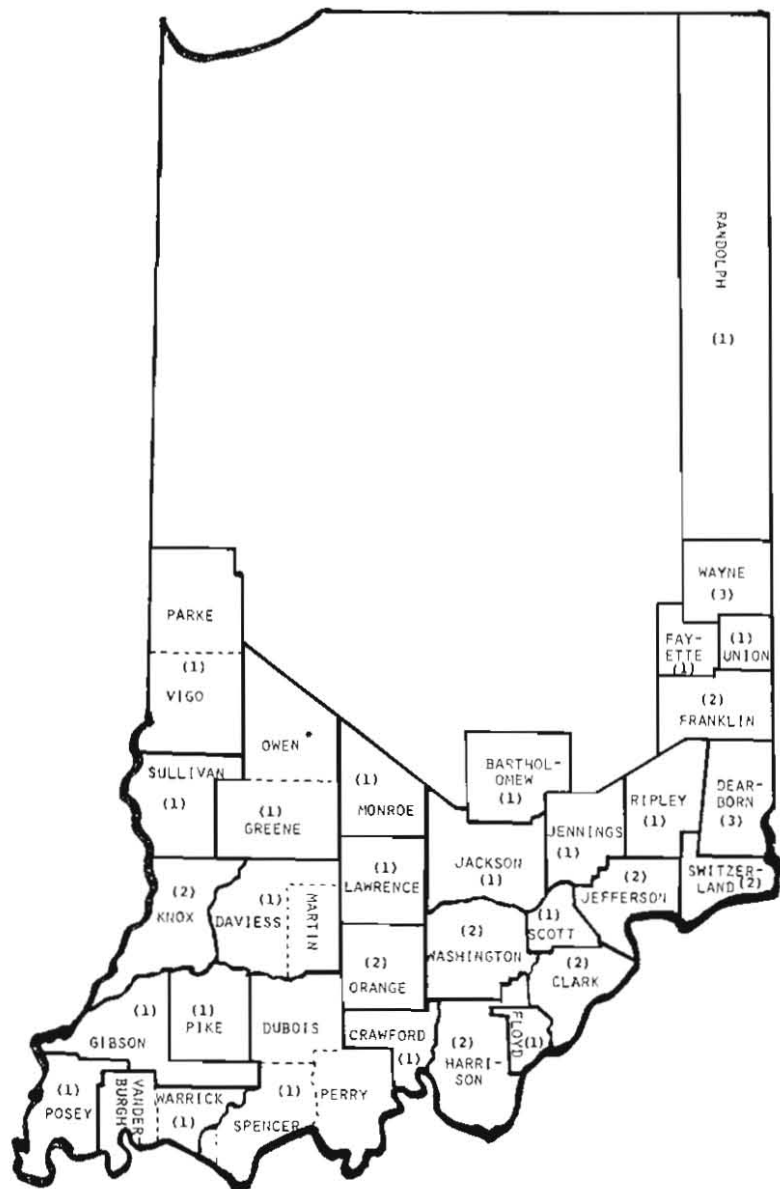 RANDOLPH
(1)
WAYNE
(3)
PARKE
FAY-
ETTE
(1)
(1)
UNION
(1)
VIGO
(2)
FRANKLIN
OWEN
SULLIVAN
(1)
(1)
MONROE
BARTHOL-
OMEW
(1)
RIPLEY
(1)
DEAR-
BORN
(3)
(1)
GREENE
JENNINGS
(1)
JACKSON
(1)
(1)
LAWRENCE
(2)
JEFFERSON
SWITZER-
LAND (2)
(2)
KNOX
(1)
DAVIESS
MARTIN
(1)
SCOTT
(2)
WASHINGTON
(2)
CLARK
(2)
ORANGE
(1)
GIBSON
(1)
PIKE
DUBOIS
CRAWFORD
(1)
(2)
HARRI-
SON
FLOYD
(1)
(1)
POSEY
VANDER
BURGH
WARRICK
(1)
(1)
SPENCER
PERRY